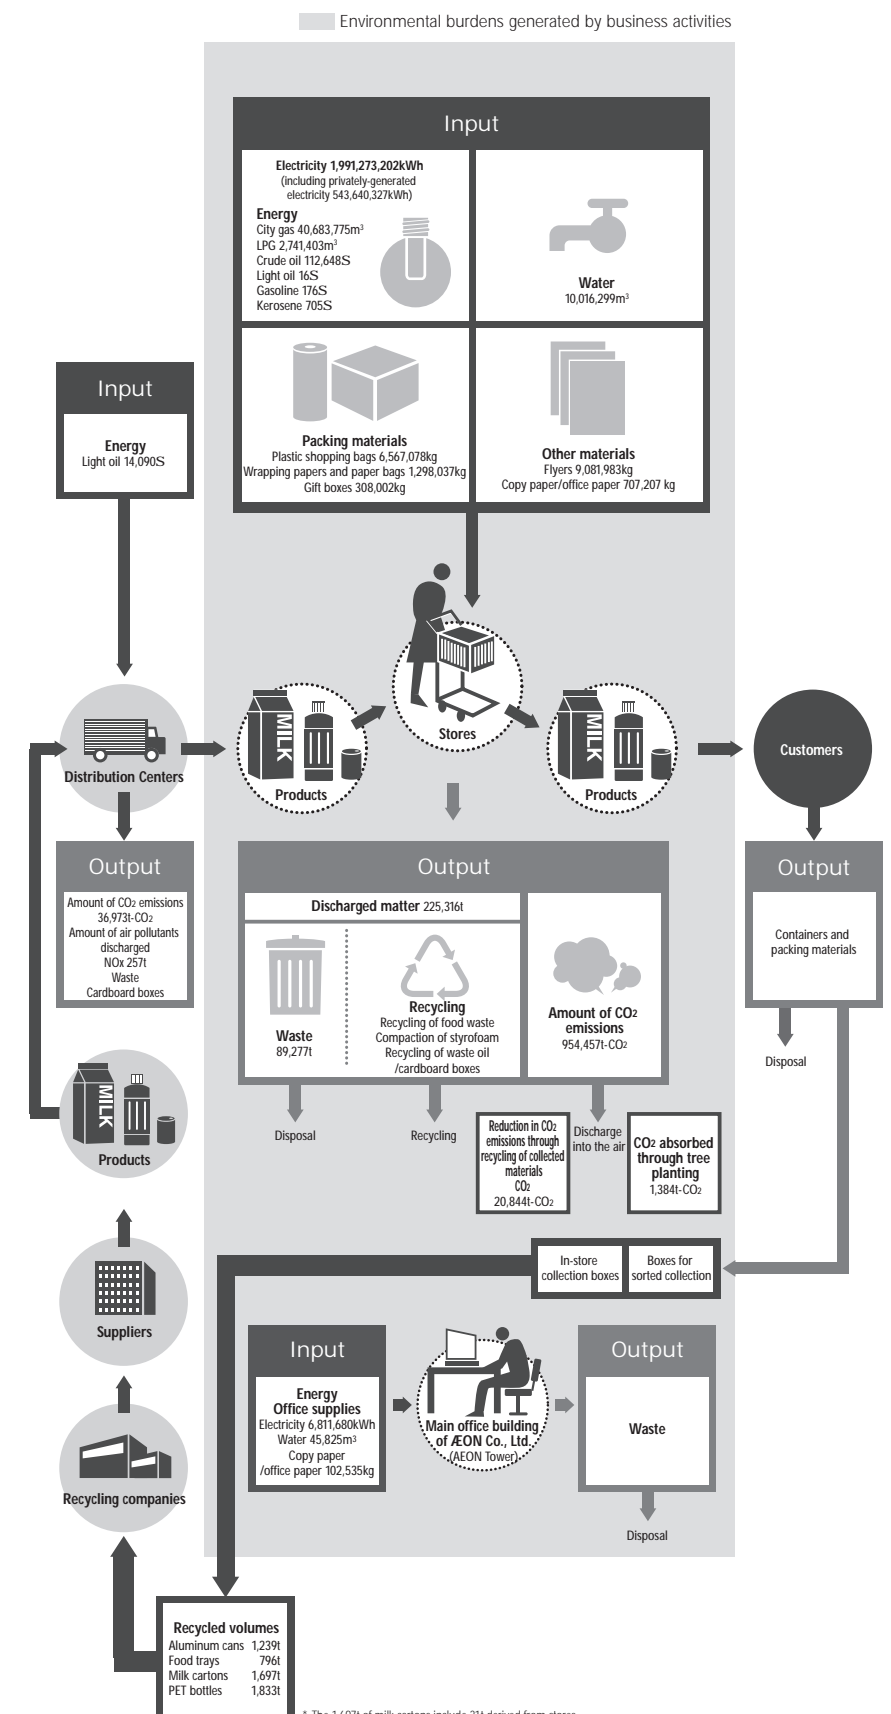 Environmental burdens generated by business activities
Input
Electricity 1,991,273,202kWh
(including privately-generated
electricity 543,640,327kWh)
Energy
City gas 40,683,775m3
LPG 2,741,403m3
Crude oil 112,648S
Light oil 16S
Gasoline 176S
Kerosene 705S
Water
10,016,299m3
Packing materials
Plastic shopping bags 6,567,078kg
Wrapping papers and paper bags 1,298,037kg
Gift boxes 308,002kg
Other materials
Flyers 9,081,983kg
Copy paper/office paper 707,207 kg
Input
Energy
Light oil 14,090S
Distribution Centers
MILK
Products
Stores
MILK
Products
Customers
Output
Amount of CO2 emissions
36,973t-CO2
Amount of air pollutants
discharged
NOx 257t
Waste
Cardboard boxes
Output
Discharged matter 225,316t
Waste
89,277t
Recycling
Recycling of food waste
Compaction of styrofoam
Recycling of waste oil
/cardboard boxes
Amount of CO2
emissions
954,457t-CO2
Output
Containers and
packing materials
Disposal
Disposal
Recycling
Reduction in CO2
emissions through
recycling of collected
materials
CO2
20,844t-CO2
Discharge
into the air
CO2 absorbed
through tree
planting
1,384t-CO2
MILK
Products
Suppliers
Recycling companies
In-store
collection boxes
Boxes for
sorted collection
Input
Energy
Office supplies
Electricity 6,811,680kWh
Water 45,825m3
Copy paper
/office paper 102,535kg
Main office building
of ÆON Co., Ltd.
(AEON Tower)
Output
Waste
Disposal
Recycled volumes
Aluminum cans 1,239t
Food trays 796t
Milk cartons 1,697t
PET bottles 1,833t